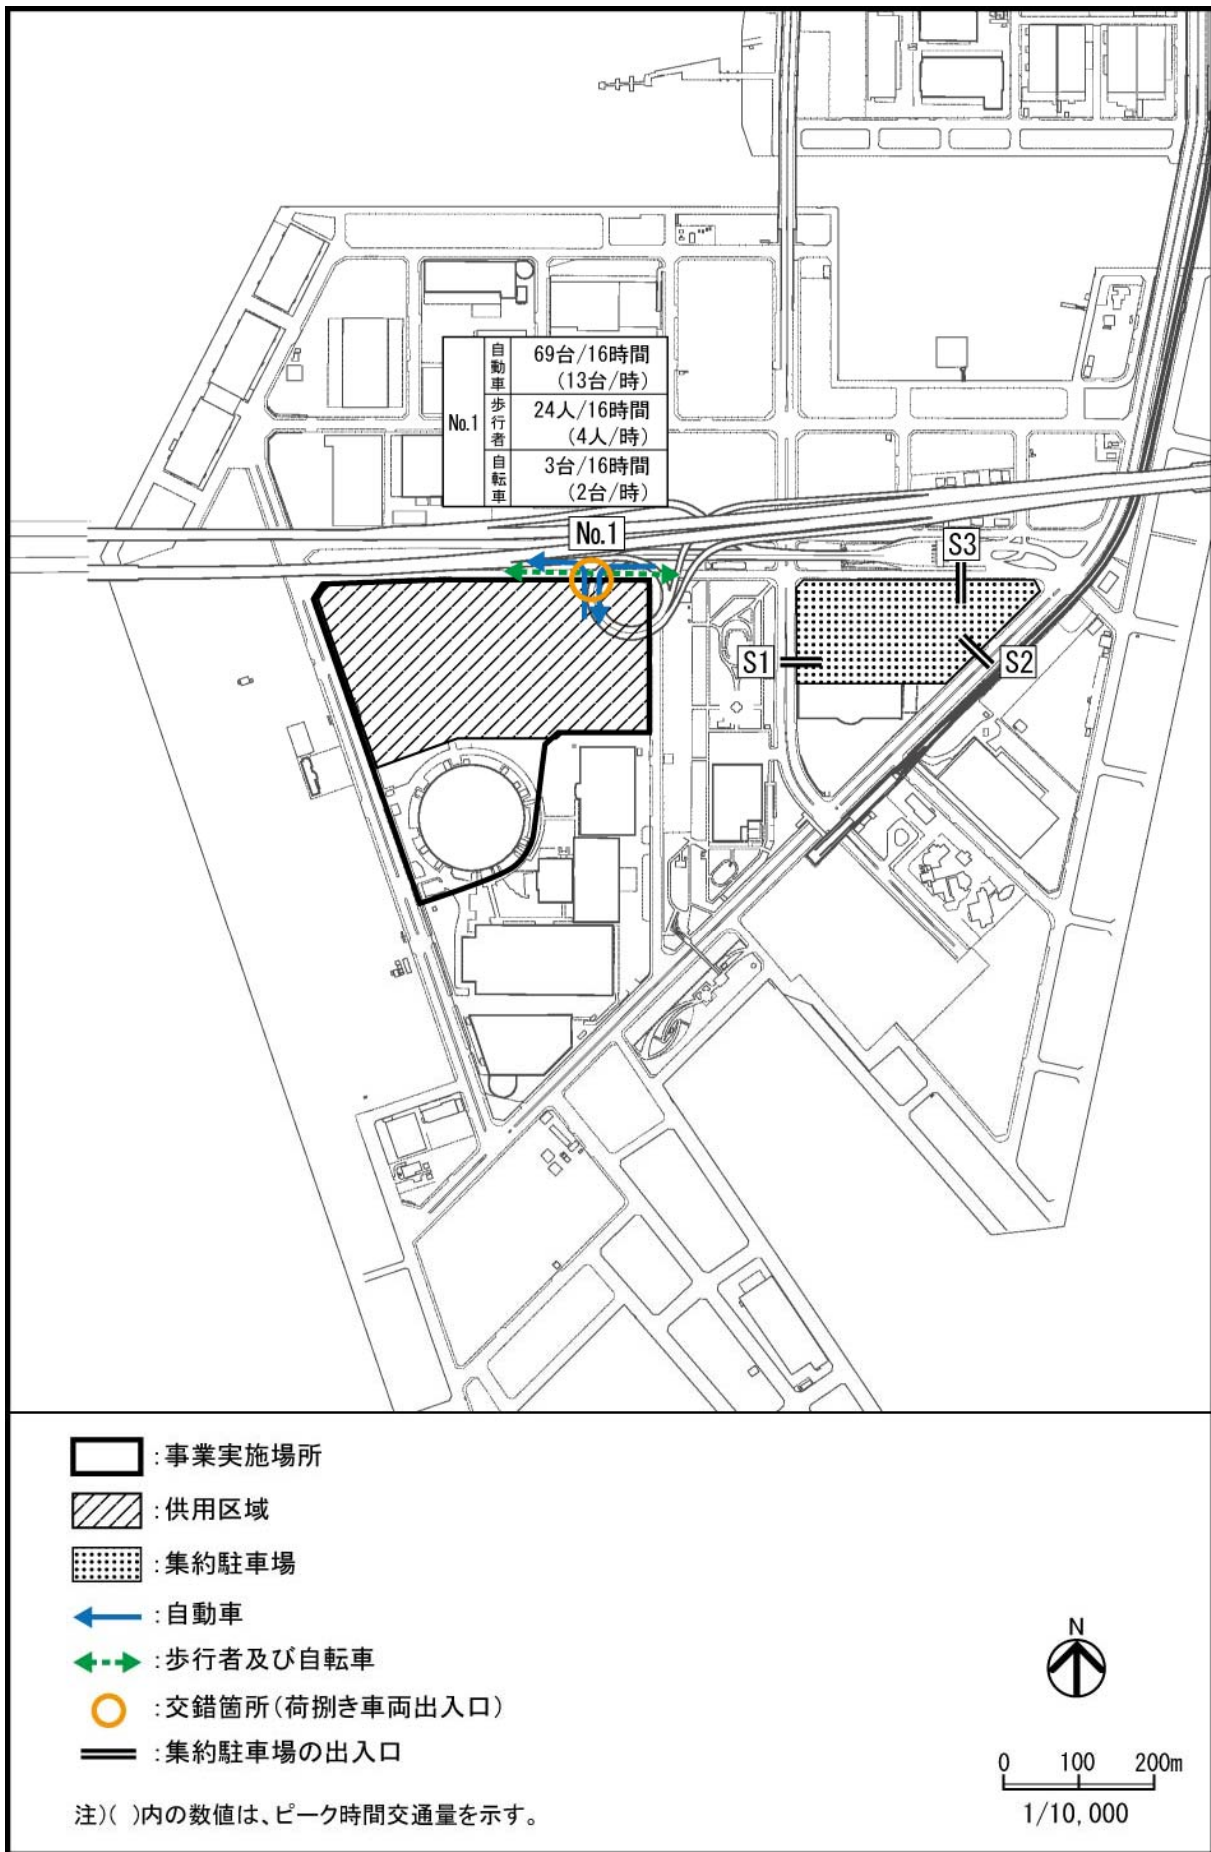 No.1
自動車
69台/16時間
(13台/時)
歩行者
24人/16時間
(4人/時)
自転車
3台/16時間
(2台/時)
No.1
S3
S1
S2
:事業実施場所
:供用区域
:集約駐車場
:自動車
:歩行者及び自転車
:交錯箇所(荷捌き車両出入口)
:集約駐車場の出入口
注)( )内の数値は、ピーク時間交通量を示す。
N
0 100 200m
1/10,000